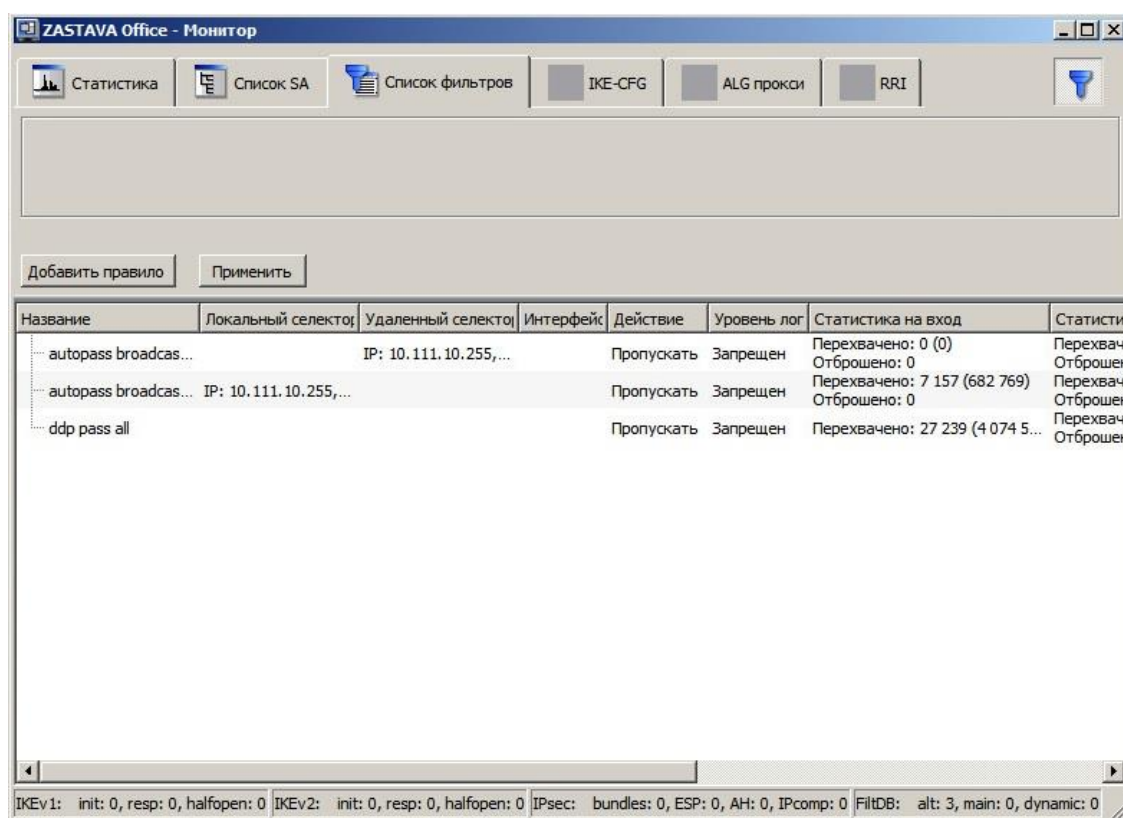 ZASTAVA Office - Монитор
Статистика Список SA Список фильтров IKE-CFG ALG прокси RRI
Добавить правило Применить
Название Локальный селектор Удаленный селектор Интерфейс Действие Уровень лог Статистика на вход Статисти
autopass broadcas... IP: 10.111.10.255,... Пропускать Запрещен Перехвачено: 0 (0) Перехвач
Отброшено: 0 Отброшен
autopass broadcas... IP: 10.111.10.255,... Пропускать Запрещен Перехвачено: 7 157 (682 769) Перехвач
Отброшено: 0 Отброшен
ddp pass all Пропускать Запрещен Перехвачено: 27 239 (4 074 5... Перехвач
Отброшен
IKEv1: init: 0, resp: 0, halfopen: 0 IKEv2: init: 0, resp: 0, halfopen: 0 IPsec: bundles: 0, ESP: 0, AH: 0, IPcomp: 0 FiltDB: alt: 3, main: 0, dynamic: 0